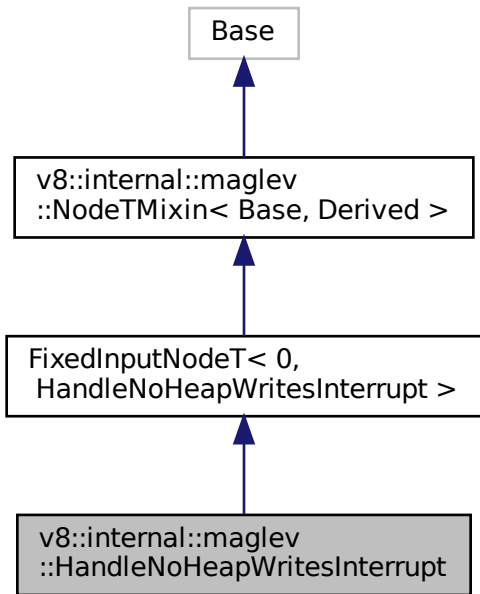 Base
v8::internal::maglev
::NodeTMixin< Base, Derived >
FixedInputNodeT< 0,
HandleNoHeapWritesInterrupt >
v8::internal::maglev
::HandleNoHeapWritesInterrupt